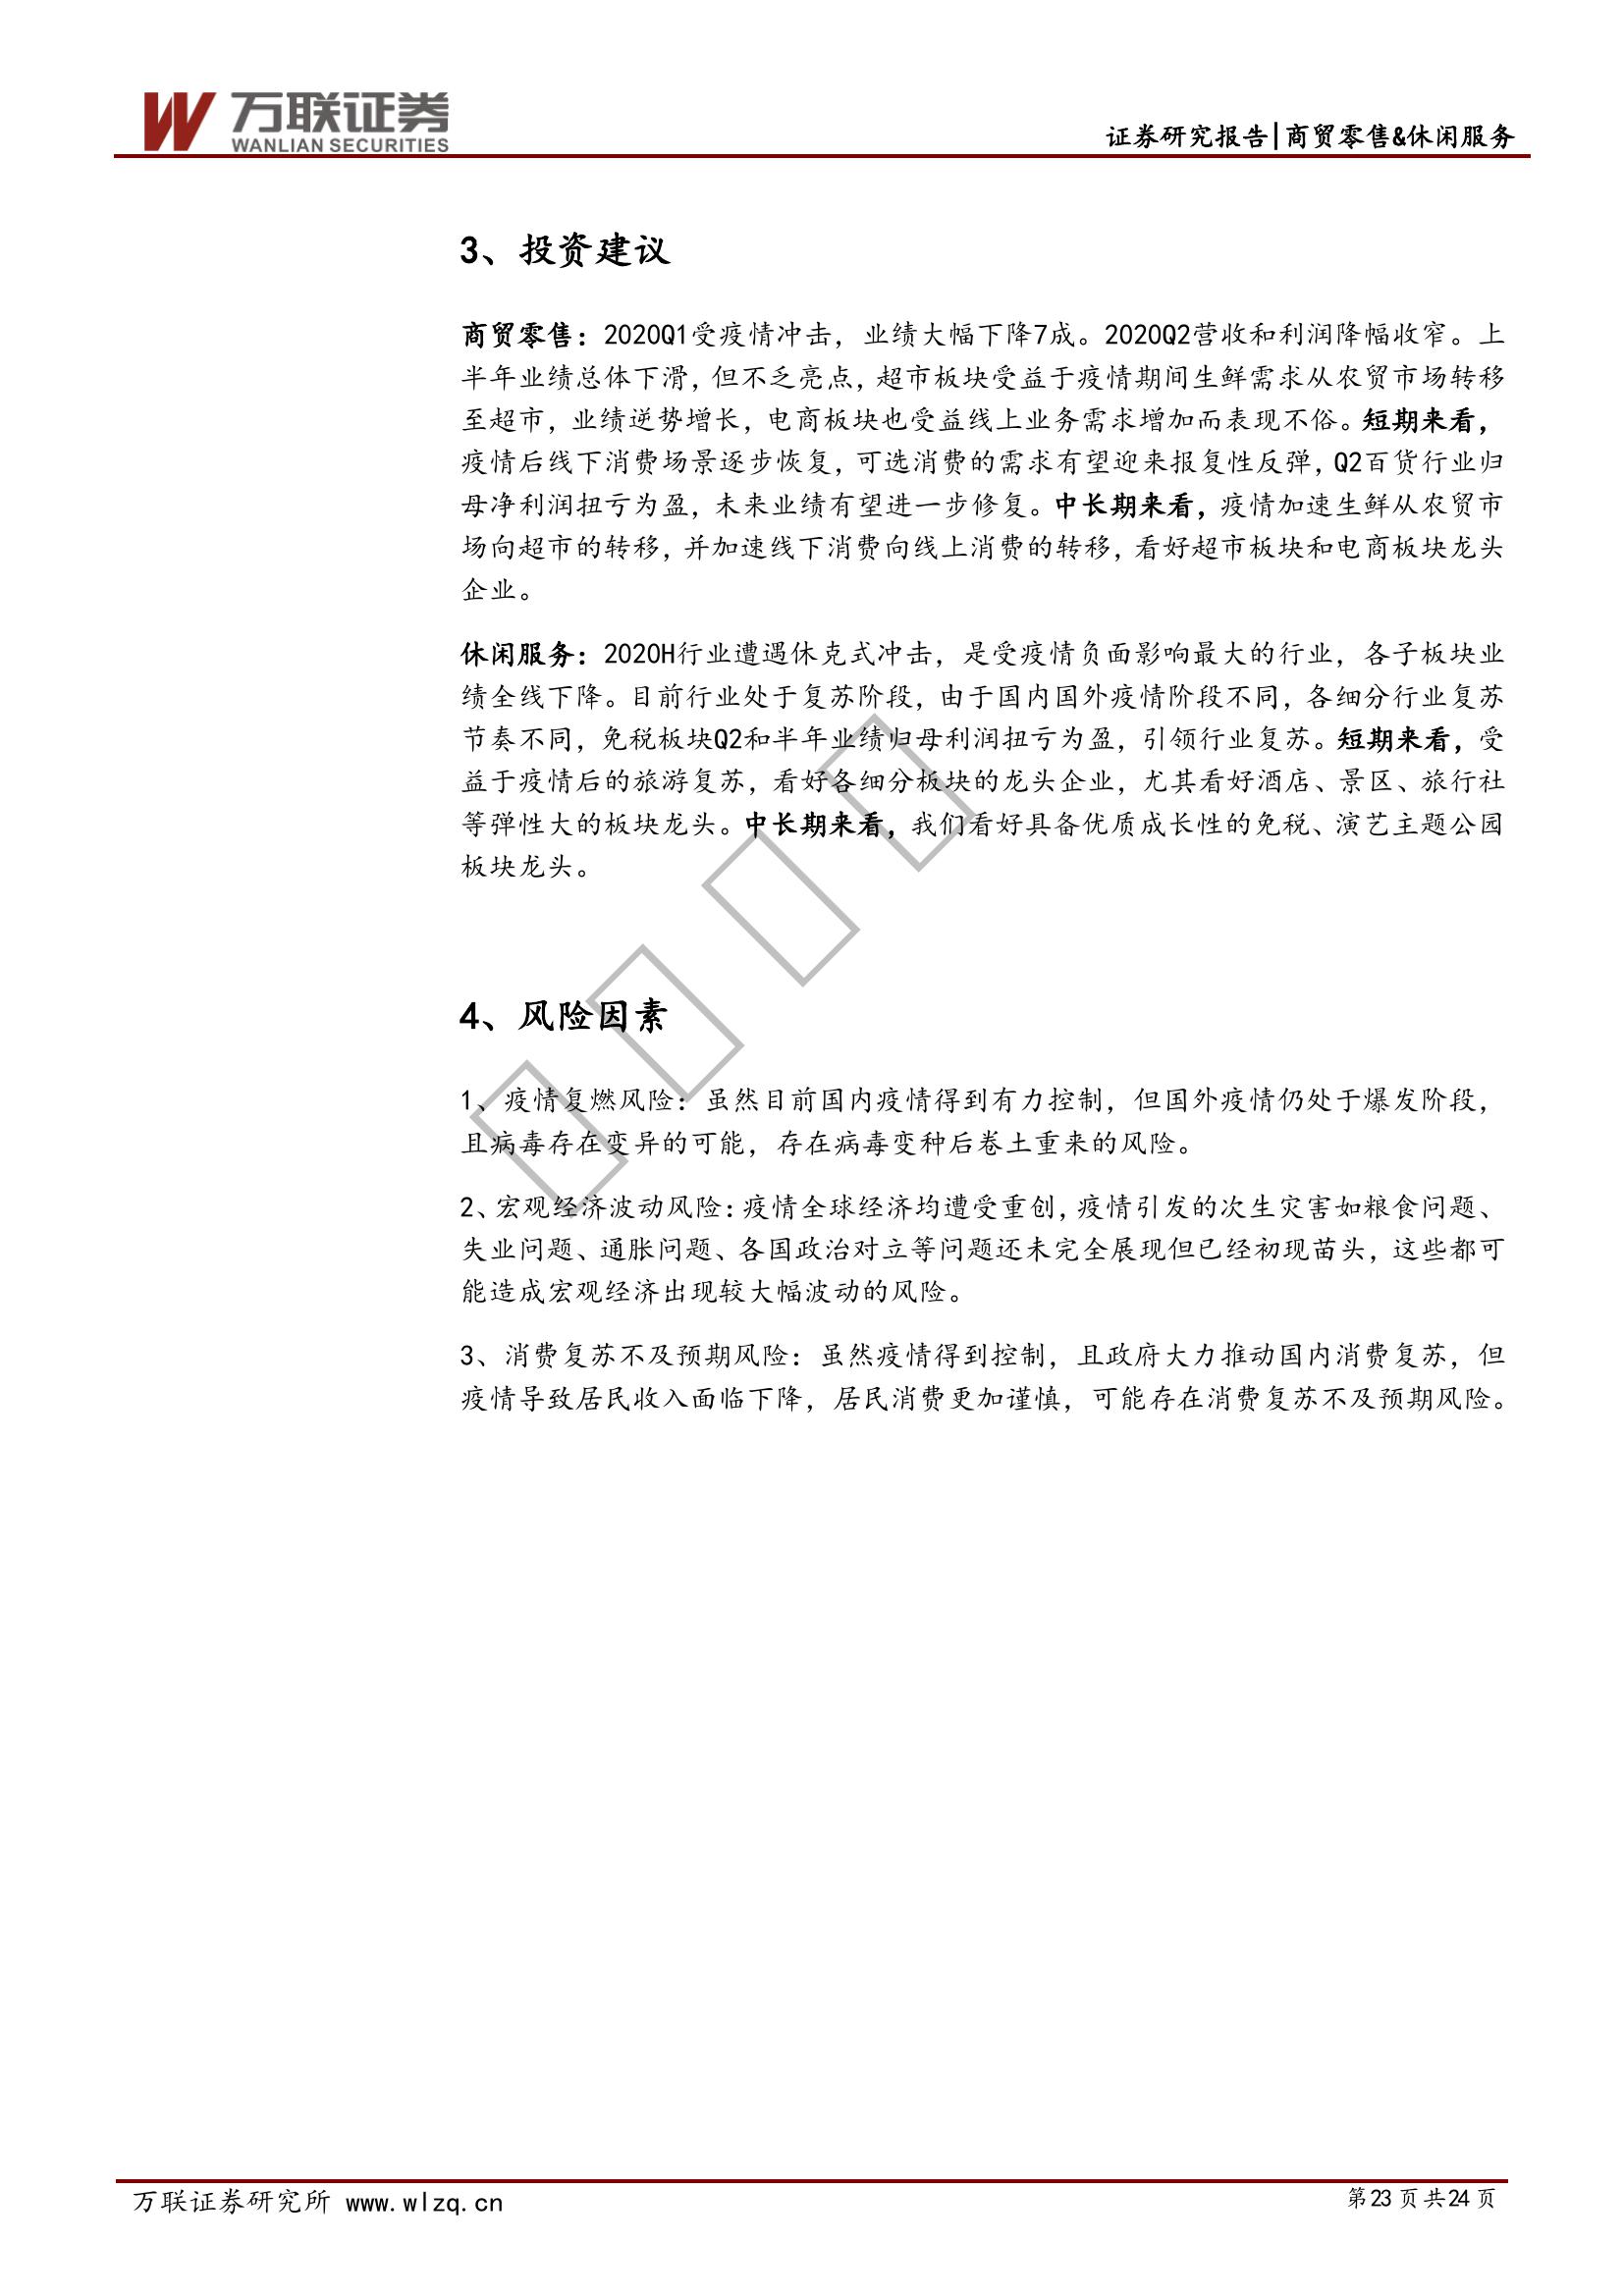 万联证券
WANLIAN SECURITIES
证券研究报告|商贸零售&休闲服务
3、投资建议
商贸零售：2020Q1受疫情冲击，业绩大幅下降7成。2020Q2营收和利润降幅收窄。上
半年业绩总体下滑，但不乏亮点，超市板块受益于疫情期间生鲜需求从农贸市场转移
至超市，业绩逆势增长，电商板块也受益线上业务需求增加而表现不俗。短期来看，
疫情后线下消费场景逐步恢复，可选消费的需求有望迎来报复性反弹，Q2百货行业归
母净利润扭亏为盈，未来业绩有望进一步修复。中长期来看，疫情加速生鲜从农贸市
场向超市的转移，并加速线下消费向线上消费的转移，看好超市板块和电商板块龙头
企业。
休闲服务：2020H行业遭遇休克式冲击，是受疫情负面影响最大的行业，各子板块业
绩全线下降。目前行业处于复苏阶段，由于国内国外疫情阶段不同，各细分行业复苏
节奏不同，免税板块Q2和半年业绩归母利润扭亏为盈，引领行业复苏。短期来看，受
益于疫情后的旅游复苏，看好各细分板块的龙头企业，尤其看好酒店、景区、旅行社
等弹性大的板块龙头。中长期来看，我们看好具备优质成长性的免税、演艺主题公园
板块龙头。
4、风险因素
1、疫情复燃风险：虽然目前国内疫情得到有力控制，但国外疫情仍处于爆发阶段，
且病毒存在变异的可能，存在病毒变种后卷土重来的风险。
2、宏观经济波动风险：疫情全球经济均遭受重创，疫情引发的次生灾害如粮食问题、
失业问题、通胀问题、各国政治对立等问题还未完全展现但已经初现苗头，这些都可
能造成宏观经济出现较大幅波动的风险。
3、消费复苏不及预期风险：虽然疫情得到控制，且政府大力推动国内消费复苏，但
疫情导致居民收入面临下降，居民消费更加谨慎，可能存在消费复苏不及预期风险。
万联证券研究所 www.wlzq.cn
第23页共24页